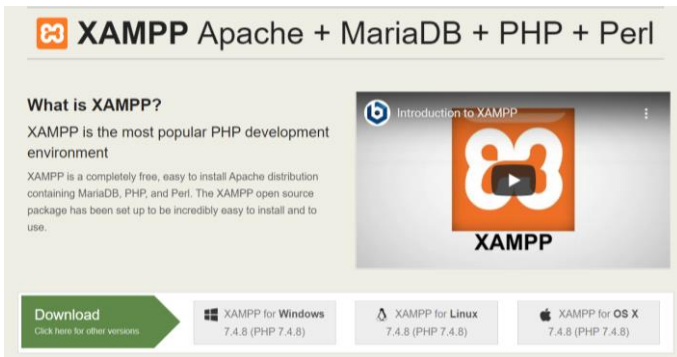 XAMPP Apache + MariaDB + PHP + Perl
What is XAMPP?
XAMPP is the most popular PHP development
environment
XAMPP is a completely free, easy to install Apache distribution
containing MariaDB, PHP, and Perl. The XAMPP open source
package has been set up to be incredibly easy to install and to
use.
Introduction to XAMPP
XAMPP
Download
Click here for other versions
XAMPP for Windows
7.4.8 (PHP 7.4.8)
XAMPP for Linux
7.4.8 (PHP 7.4.8)
XAMPP for OS X
7.4.8 (PHP 7.4.8)